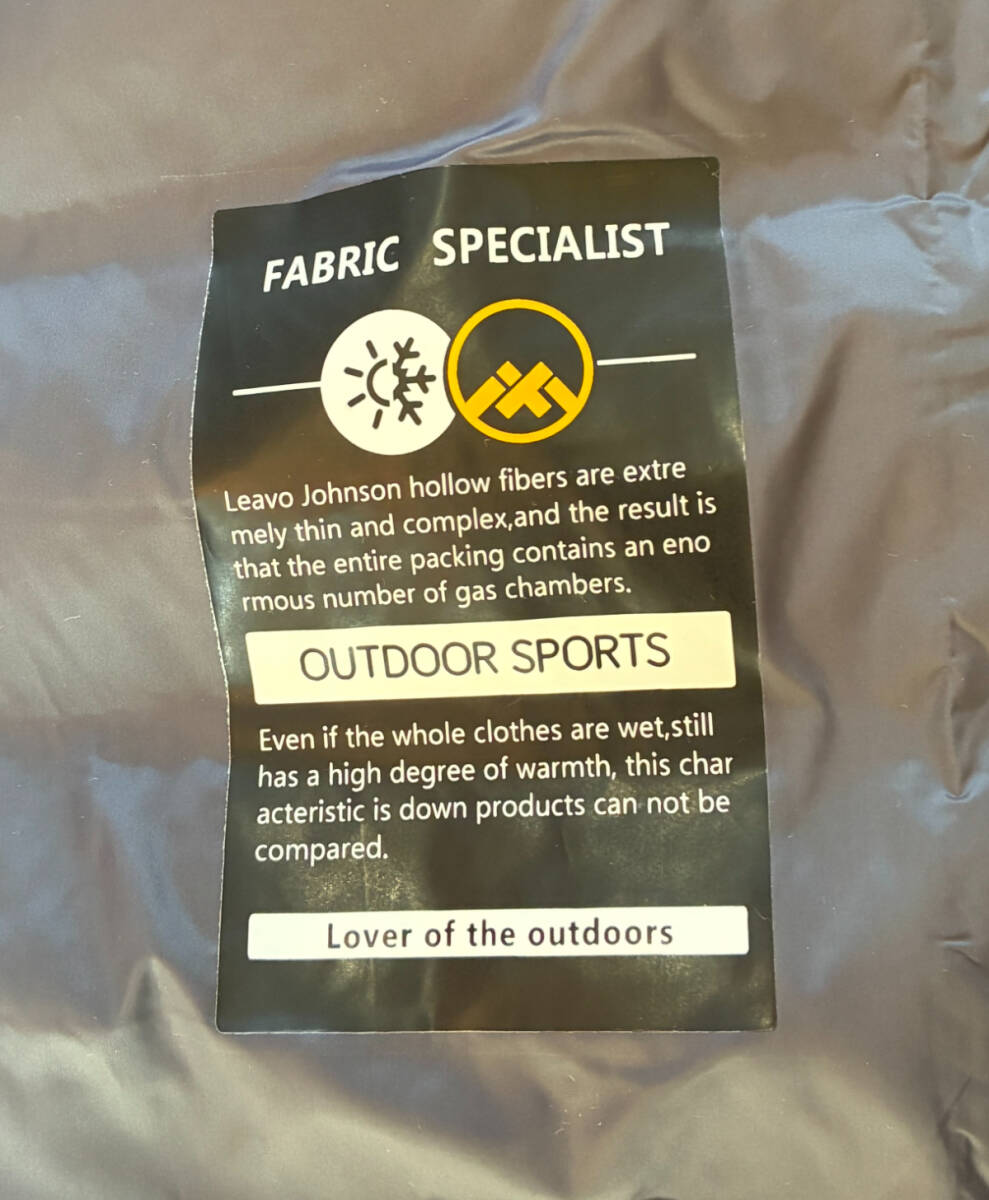 FABRIC SPECIALIST
Leavo Johnson hollow fibers are extre
mely thin and complex,and the result is
that the entire packing contains an eno
rmous number of gas chambers.
OUTDOOR SPORTS
Even if the whole clothes are wet,still
has a high degree of warmth, this char
acteristic is down products can not be
compared.
Lover of the outdoors